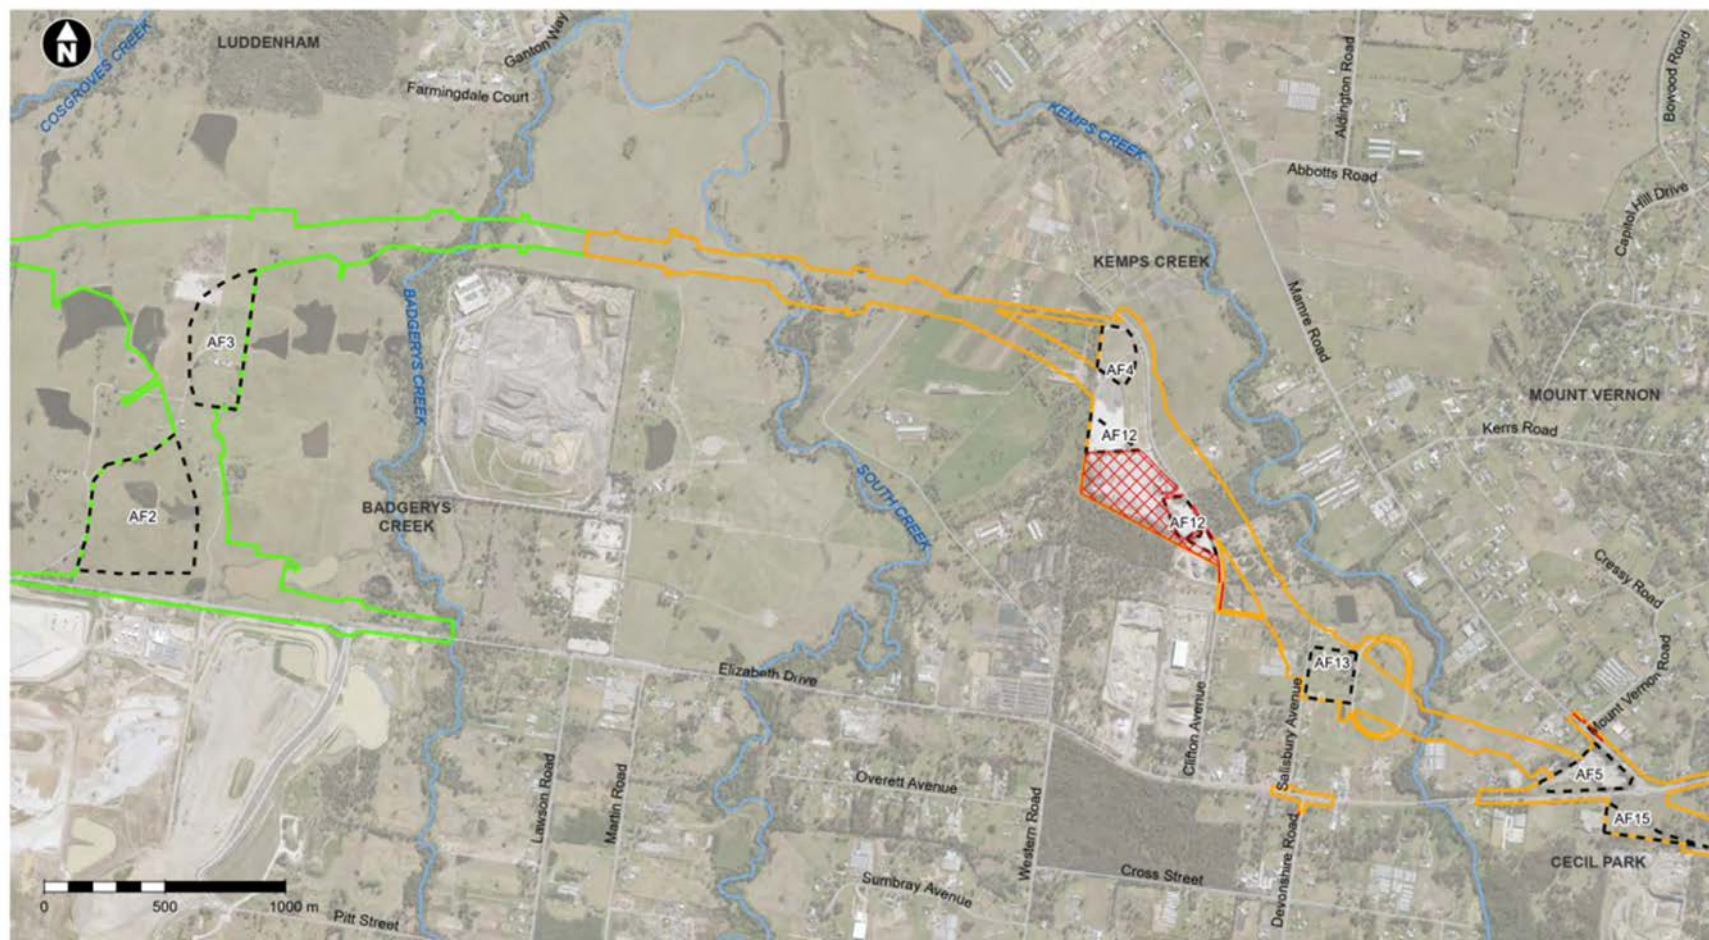 N
LUDDENHAM
Ganton Way
Farmingdale Court
COSGROVES CREEK
KEMPS CREEK
Aldington Road
Bowood Road
Abbotts Road
Capitol Hill Drive
KEMPS CREEK
BADGERYS CREEK
Mamre Road
AF3
AF4
MOUNT VERNON
Kerrs Road
AF12
SOUTH CREEK
BADGERYS
CREEK
AF2
AF12
Cressy Road
Elizabeth Drive
AF13
Mount Vernon Road
Clifton Avenue
Salisbury Avenue
AF5
Overett Avenue
Lawson Road
Martin Road
Western Road
AF15
Devonshire Road
CECIL PARK
Cross Street
Sumbray Avenue
0 500 1000 m
Pitt Street